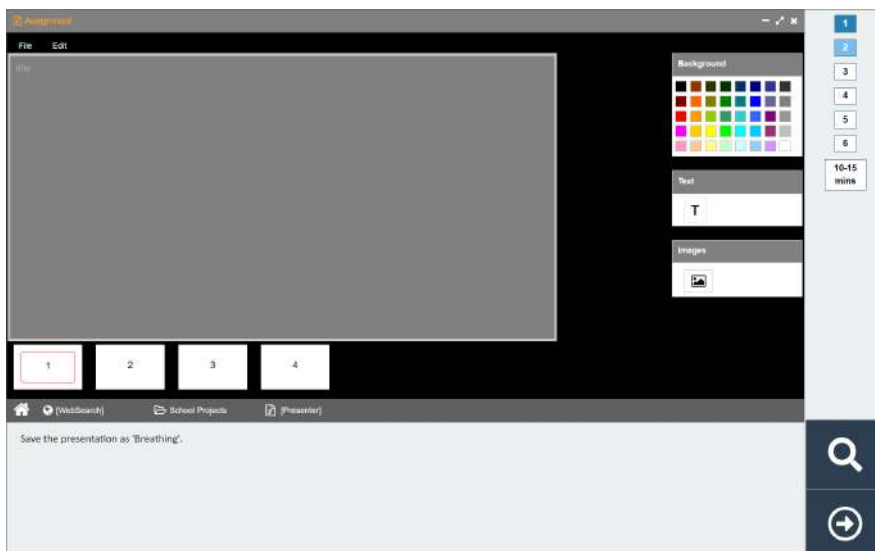 Assignment
File Edit
title
Background
Text
T
Images
1 2 3 4
[WebSearch] School Projects [Presenter]
Save the presentation as 'Breathing'.
1
2
3
4
5
6
10-15
mins